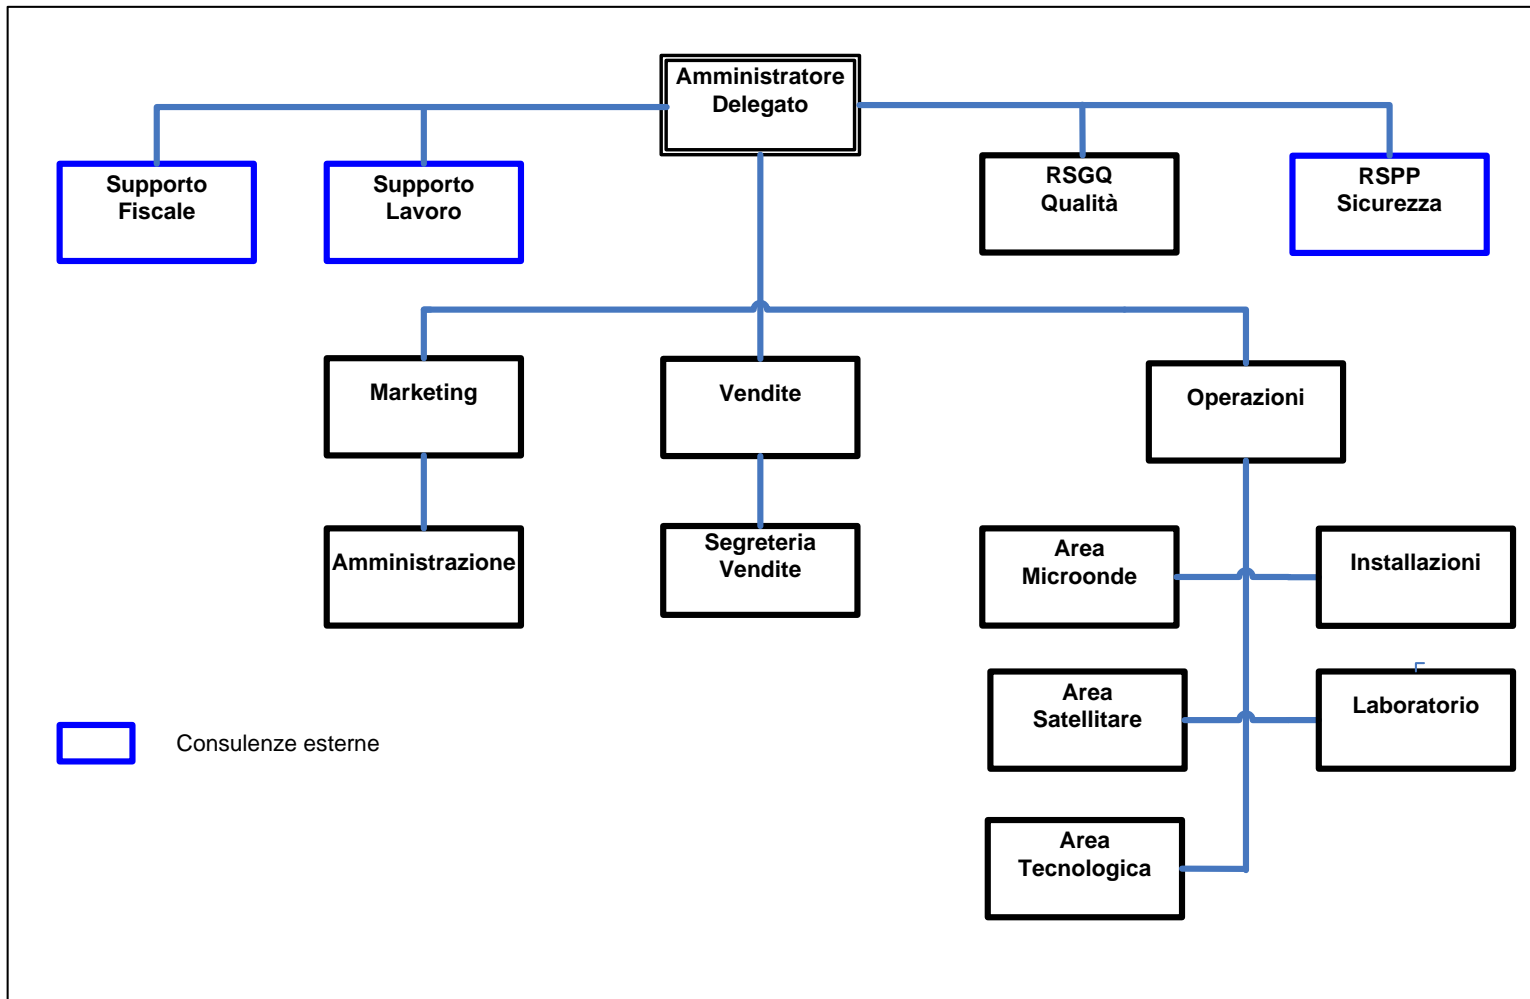 Amministratore
Delegato
Supporto
Fiscale
Supporto
Lavoro
RSGQ
Qualità
RSPP
Sicurezza
Marketing
Vendite
Operazioni
Amministrazione
Segreteria
Vendite
Area
Microonde
Installazioni
Area
Satellitare
Laboratorio
Consulenze esterne
Area
Tecnologica